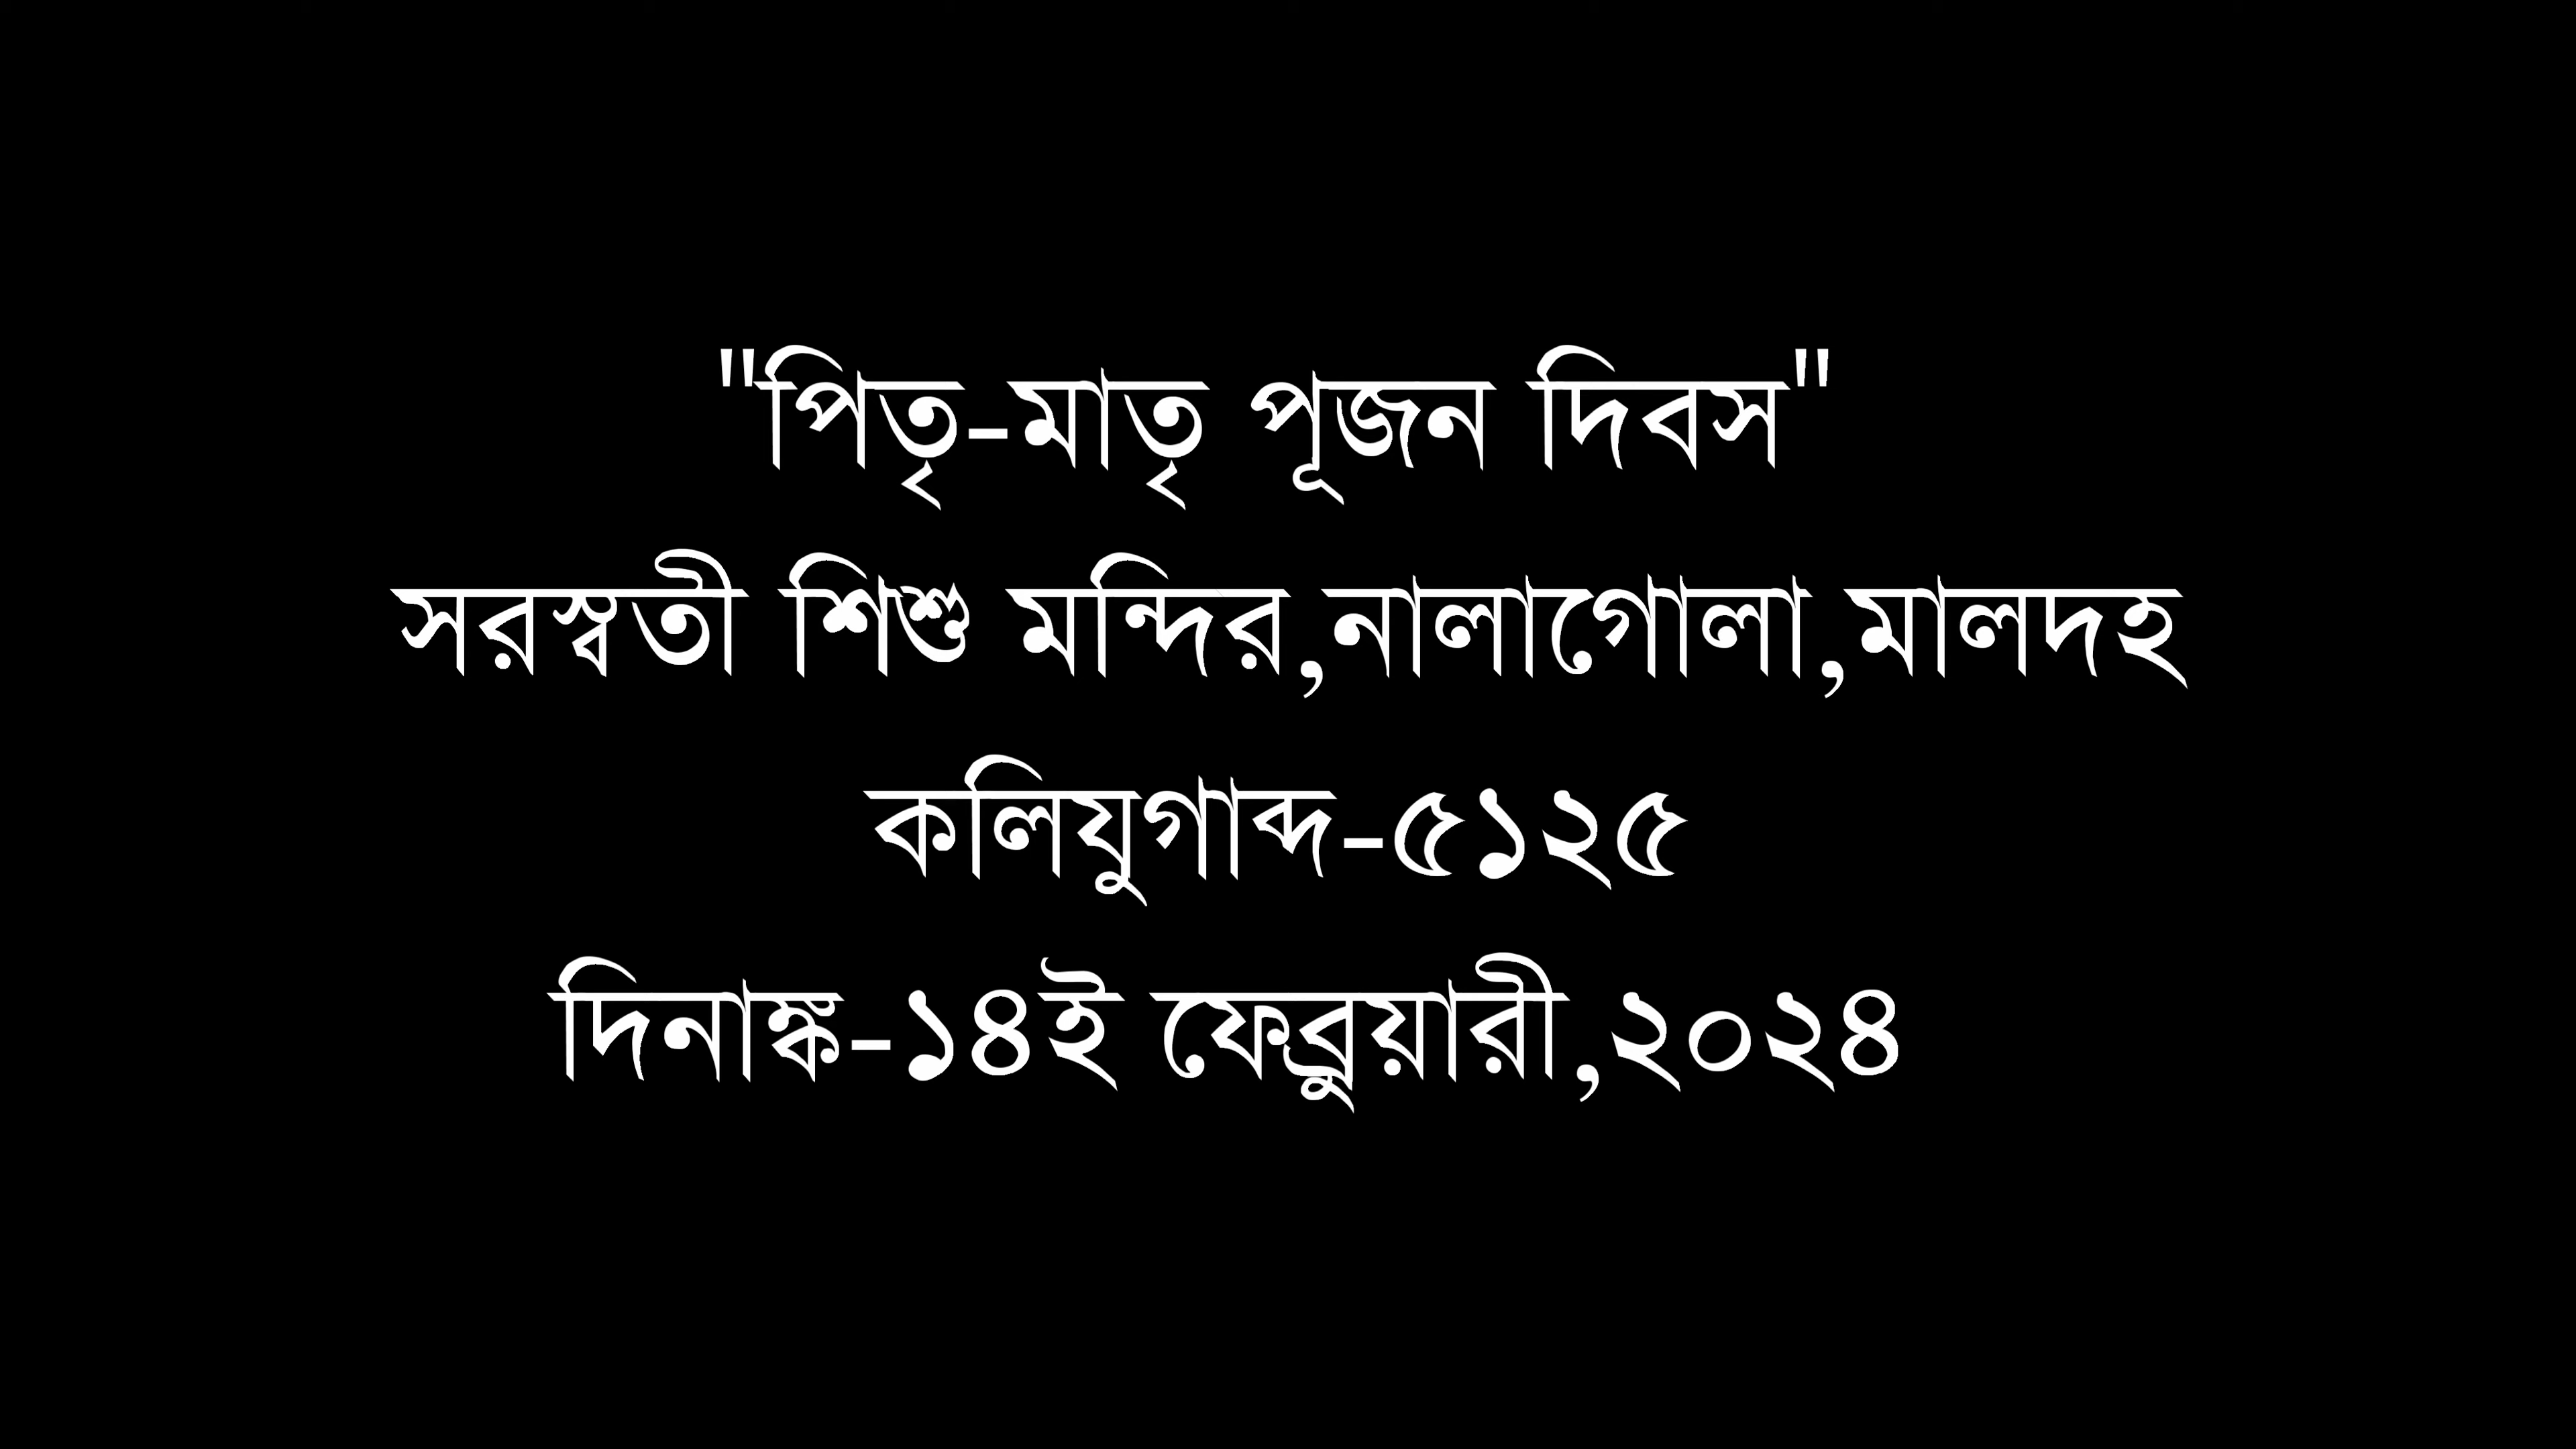 "পিতৃ-মাতৃ পূজন দিবস"
সরস্বতী শিশু মন্দির,নালাগোলা,মালদহ
কলিযুগাব্দ-৫১২৫
দিনাঙ্ক-১৪ই ফেব্রুয়ারী,২০২৪